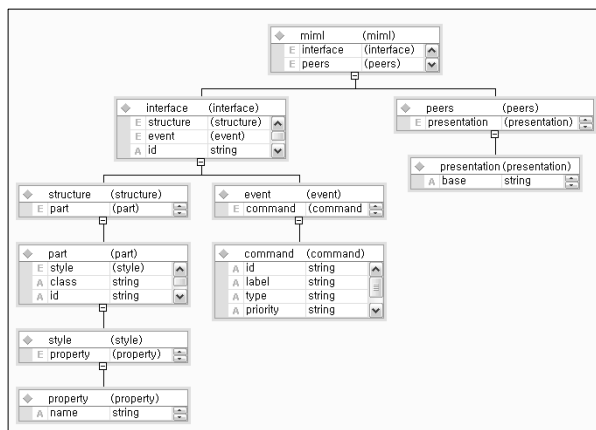 miml (miml)
E interface (interface)
E peers (peers)
interface (interface)
E structure (structure)
E event (event)
A id string
peers (peers)
E presentation (presentation)
presentation (presentation)
A base string
structure (structure)
E part (part)
event (event)
E command (command
part (part)
E style (style)
A class string
A id string
command (command)
A id string
A label string
A type string
A priority string
style (style)
E property (property)
property (property)
A name string